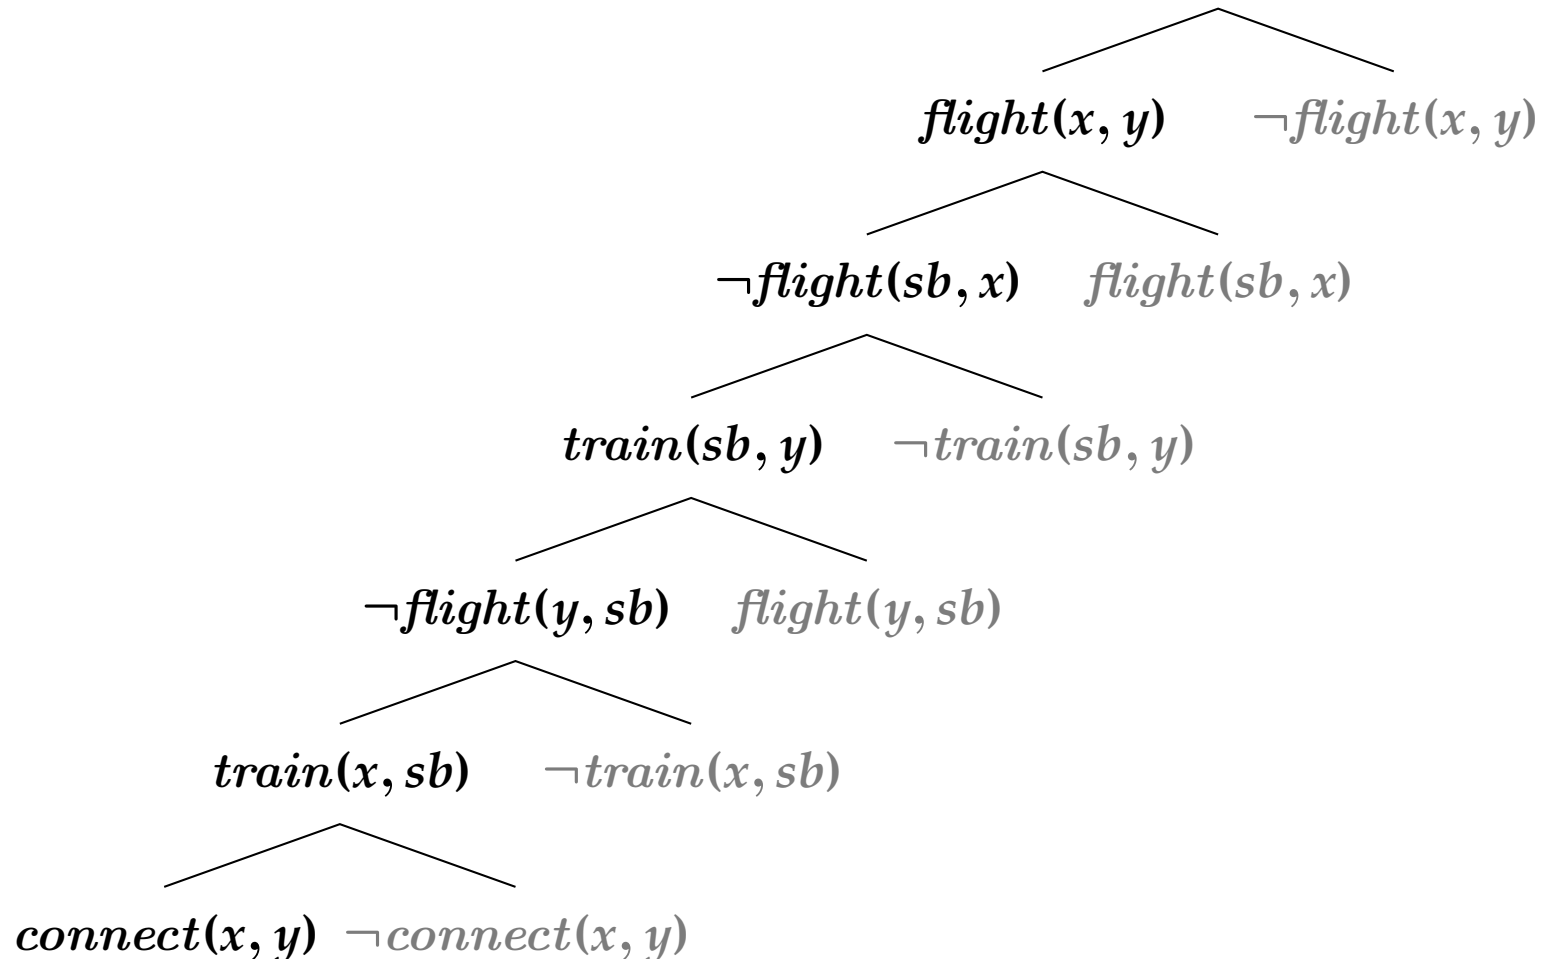 flight(x, y) ¬flight(x, y)
¬flight(sb, x) flight(sb, x)
train(sb, y) ¬train(sb, y)
¬flight(y, sb) flight(y, sb)
train(x, sb) ¬train(x, sb)
connect(x, y) ¬connect(x, y)